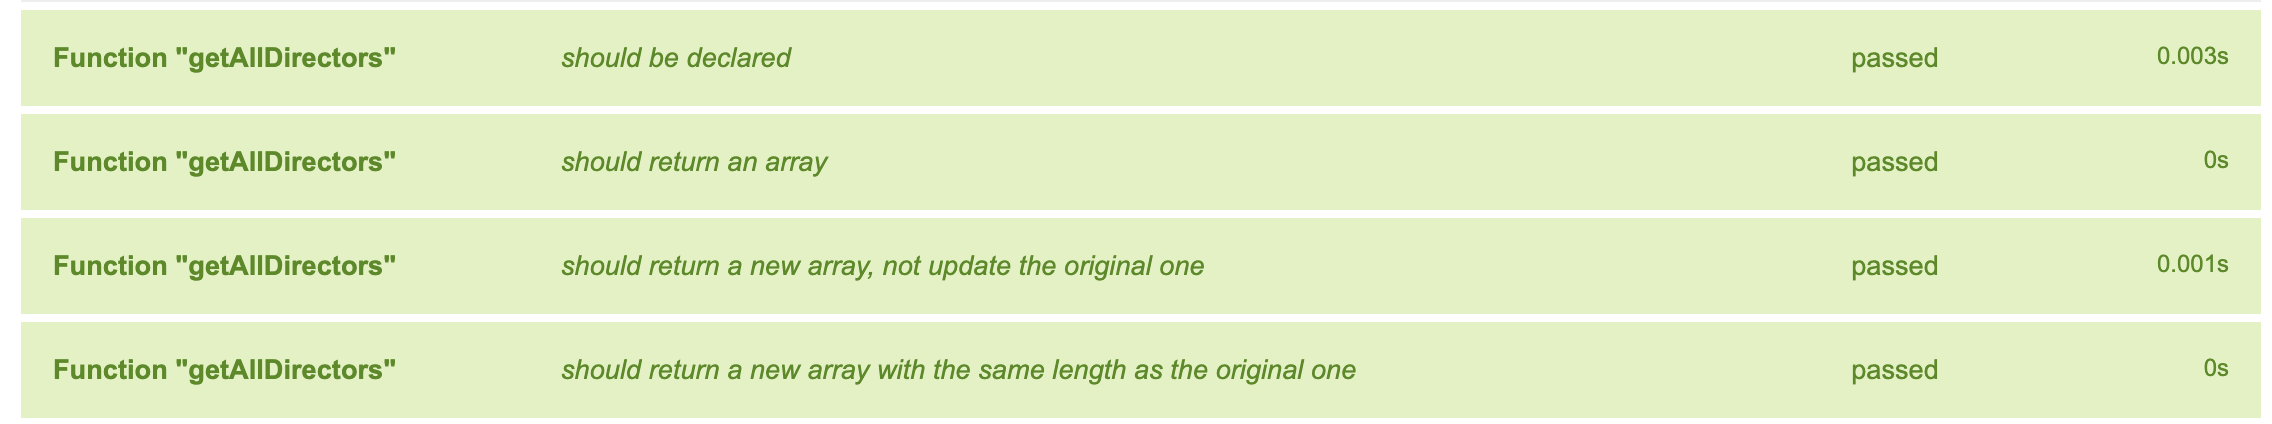 Function "getAllDirectors" should be declared passed 0.003s
Function "getAllDirectors" should return an array passed 0s
Function "getAllDirectors" should return a new array, not update the original one passed 0.001s
Function "getAllDirectors" should return a new array with the same length as the original one passed 0s